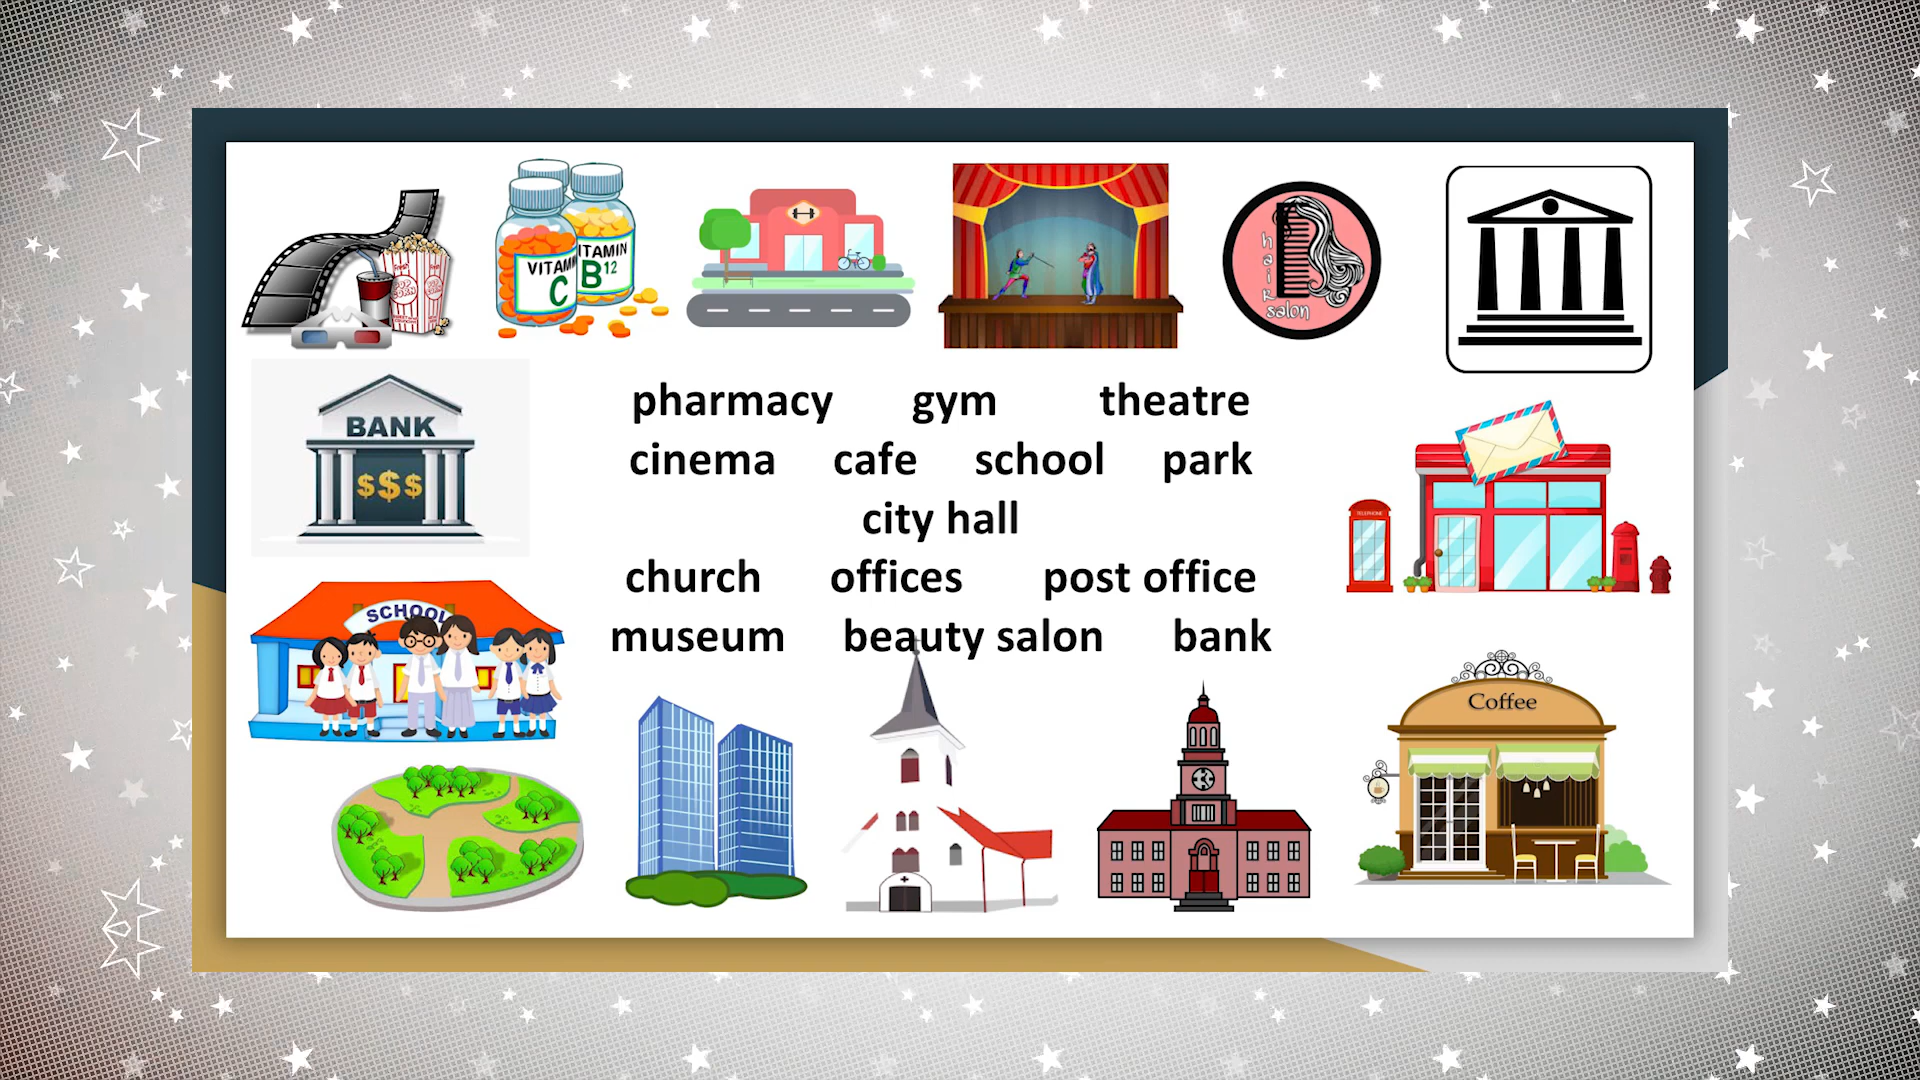 VITAMIN
C
VITAMIN
B12
hair
salon
BANK
$$$
pharmacy gym theatre
cinema cafe school park
city hall
church offices post office
museum beauty salon bank
TELEPHONE
SCHOOL
Coffee